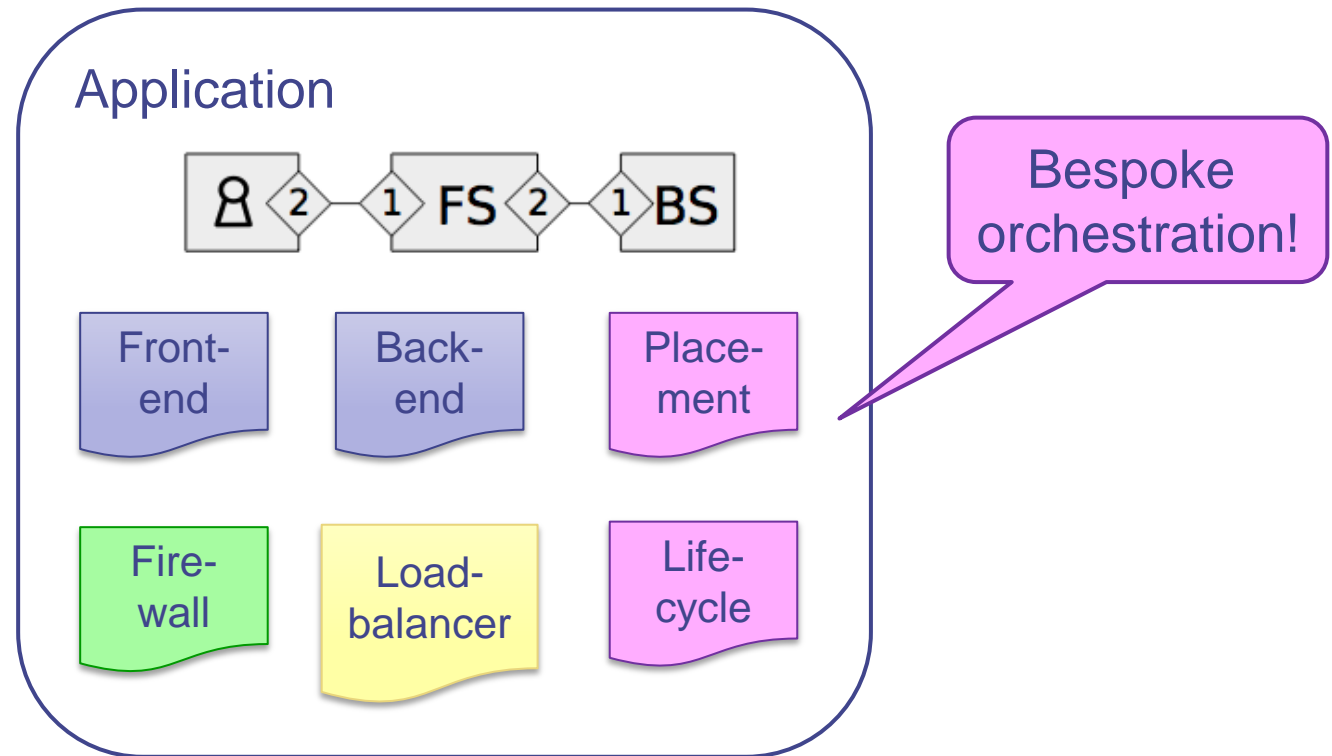 Application
2 1 FS 2 1 BS
Bespoke
orchestration!
Front-
end
Back-
end
Place-
ment
Fire-
wall
Load-
balancer
Life-
cycle